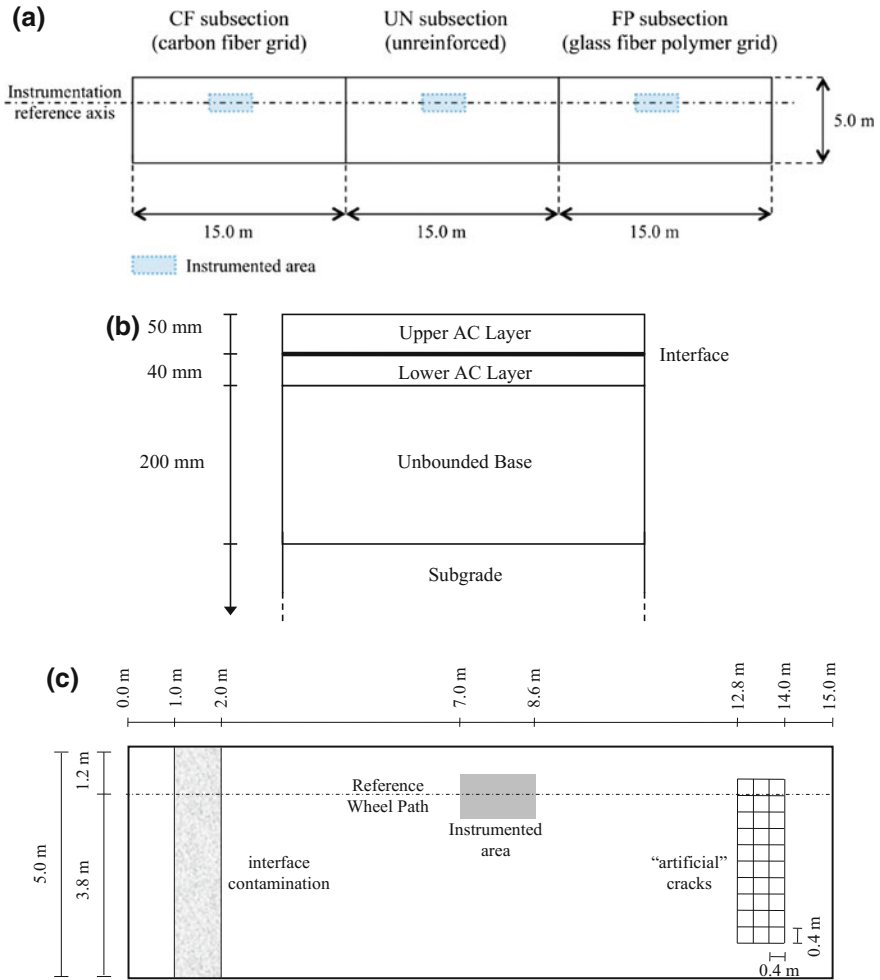 (a)
CF subsection
(carbon fiber grid)
UN subsection
(unreinforced)
FP subsection
(glass fiber polymer grid)
Instrumentation
reference axis
5.0 m
15.0 m
15.0 m
15.0 m
Instrumented area
(b)
50 mm
Upper AC Layer
Interface
40 mm
Lower AC Layer
200 mm
Unbounded Base
Subgrade
(c)
0.0 m
1.0 m
2.0 m
7.0 m
8.6 m
12.8 m
14.0 m
15.0 m
1.2 m
5.0 m
3.8 m
Reference
Wheel Path
Instrumented
area
interface
contamination
“artificial”
cracks
0.4 m
0.4 m